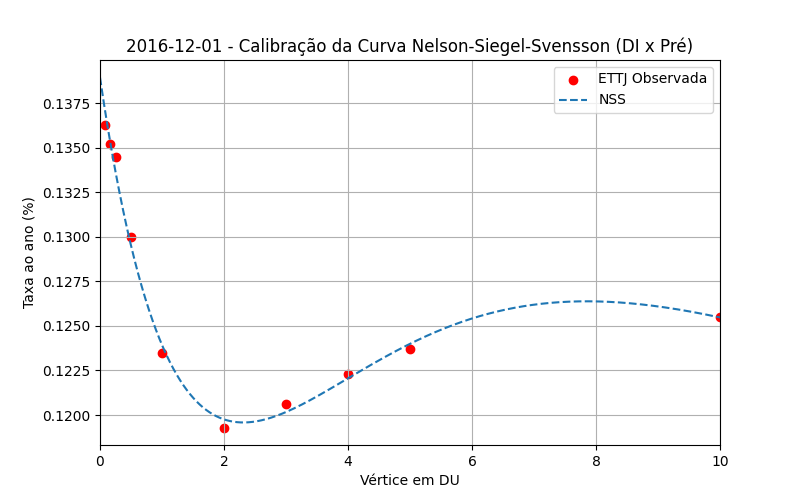 2016-12-01 - Calibração da Curva Nelson-Siegel-Svensson (DI x Pré)
ETTJ Observada
NSS
Taxa ao ano (%)
0.1375
0.1350
0.1325
0.1300
0.1275
0.1250
0.1225
0.1200
0 2 4 6 8 10
Vértice em DU